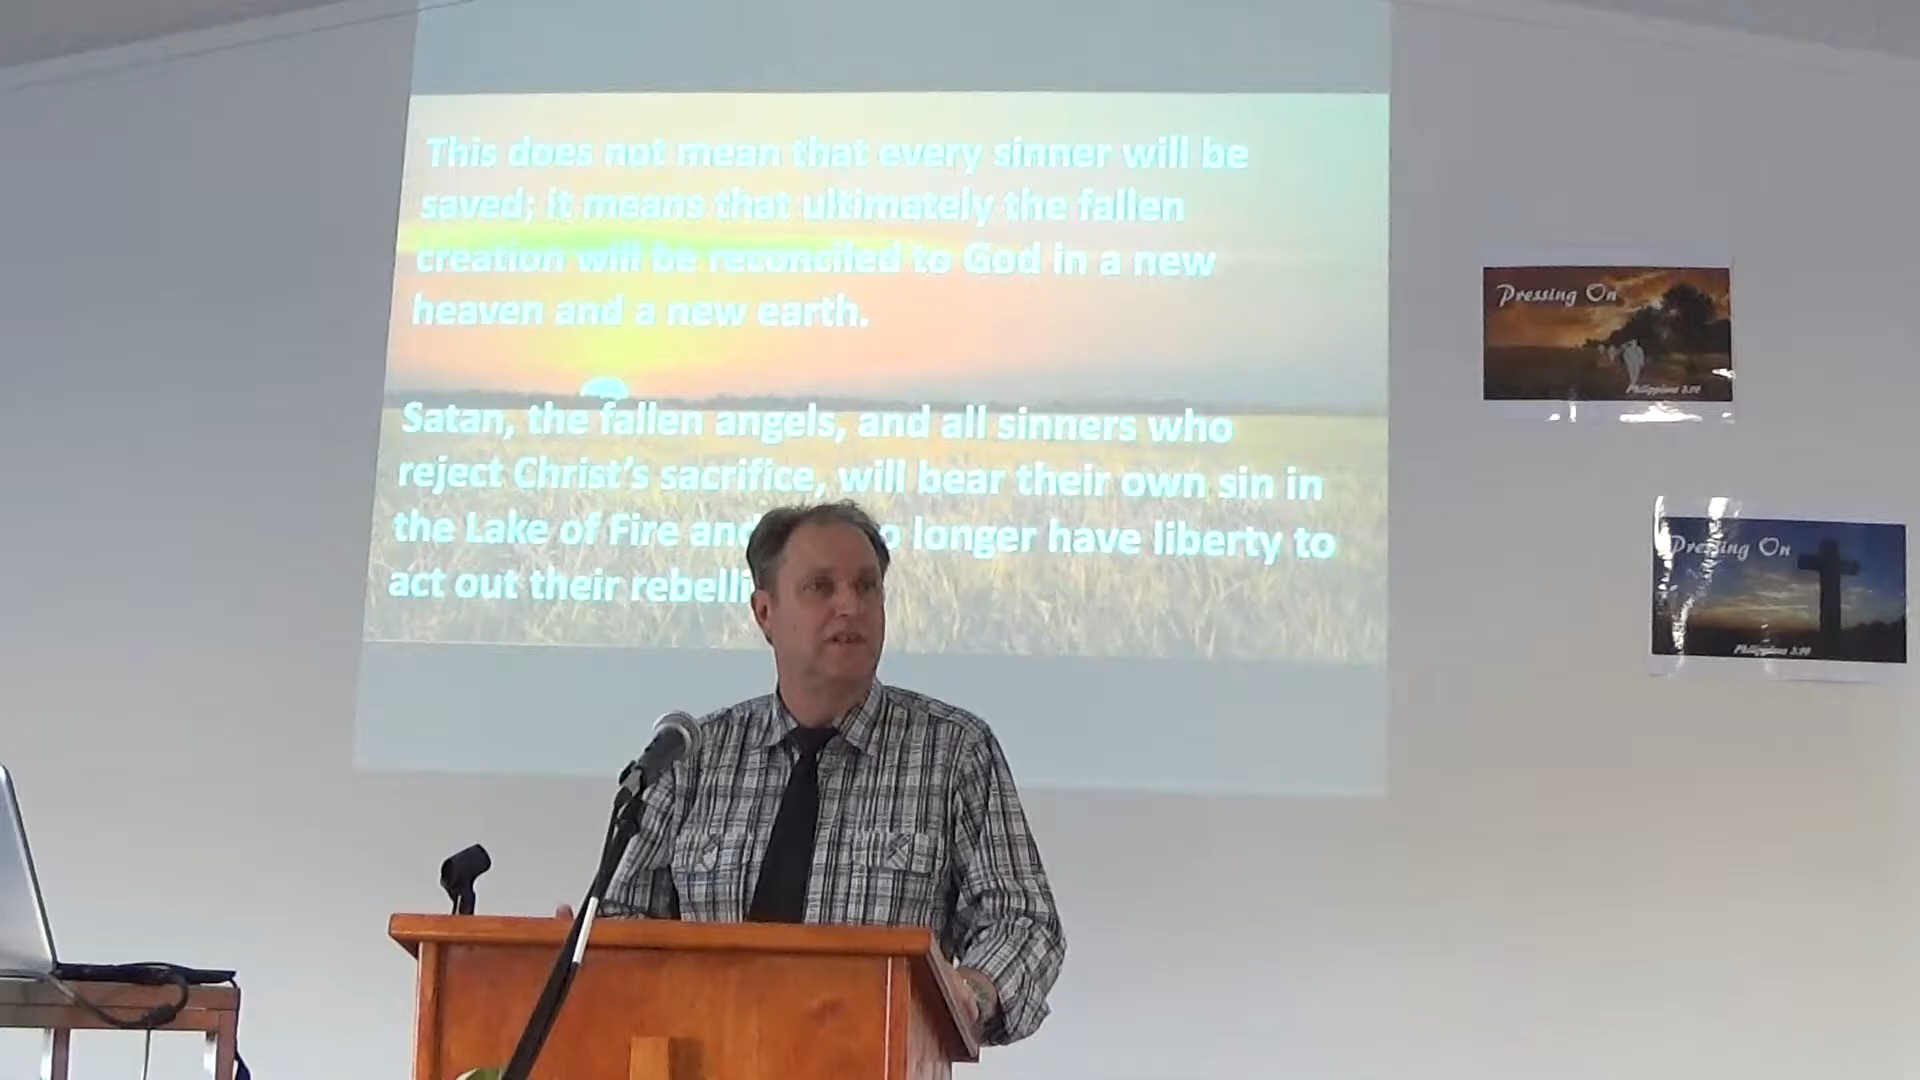 This does not mean that every sinner will be
saved; it means that ultimately the fallen
creation will be reconciled to God in a new
heaven and a new earth.
Satan, the fallen angels, and all sinners who
reject Christ's sacrifice, will bear their own sin in
the Lake of Fire and longer have liberty to
act out their
Pressing On
Philippians
Pressing On
Philippians